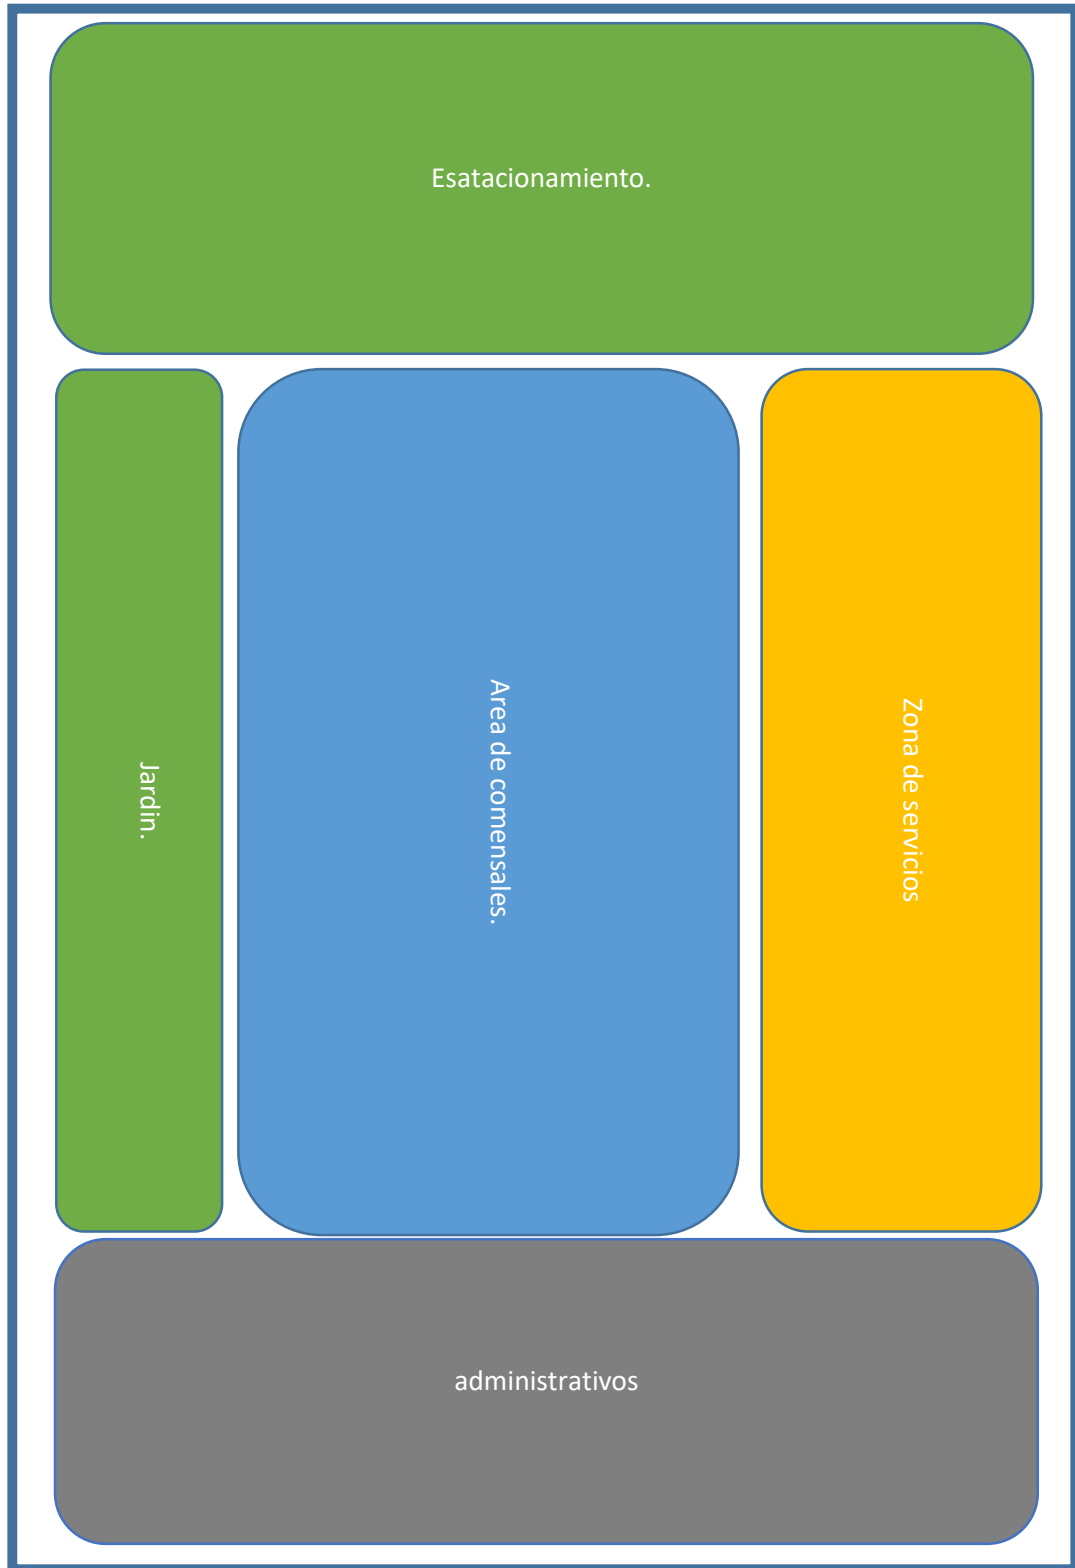 Esatacionamiento.
Jardin.
Area de comensales.
Zona de servicios
administrativos